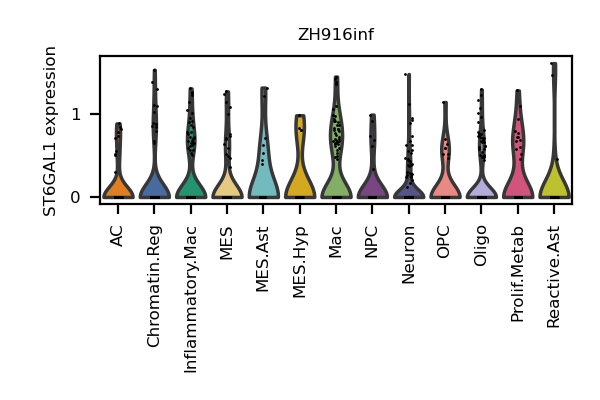 ZH916inf
ST6GAL1 expression
1
0
AC
Chromatin.Reg
Inflammatory.Mac
MES
MES.Ast
MES.Hyp
Mac
NPC
Neuron
OPC
Oligo
Prolif.Metab
Reactive.Ast